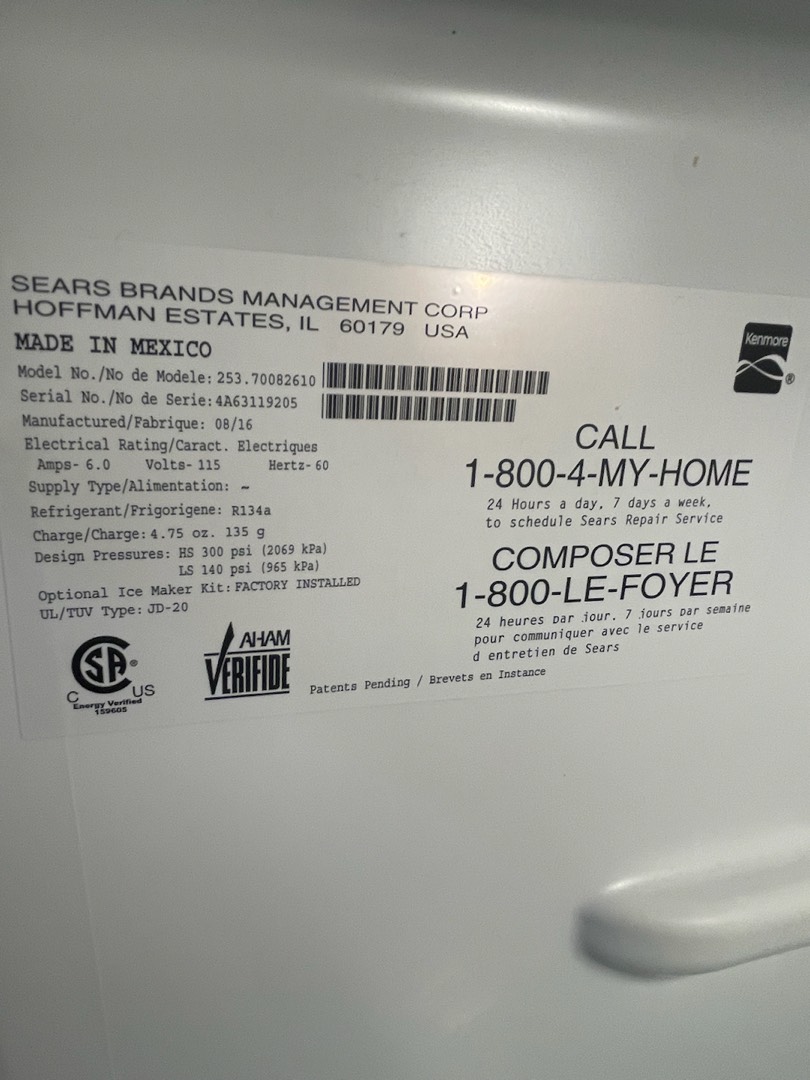 SEARS BRANDS MANAGEMENT CORP
HOFFMAN ESTATES, IL 60179 USA
MADE IN MEXICO
Model No./No de Modele: 253.70082610
Serial No./No de Serie: 4A63119205
Manufactured/Fabrique: 08/16
Electrical Rating/Caract. Electriques
Amps- 6.0 Volts- 115 Hertz- 60
Supply Type/Alimentation: ~
Refrigerant/Frigorigene: R134a
Charge/Charge: 4.75 oz. 135 g
Design Pressures: HS 300 psi (2069 kPa)
LS 140 psi (965 kPa)
Optional Ice Maker Kit: FACTORY INSTALLED
UL/TUV Type: JD-20
Kenmore ®
CALL
1-800-4-MY-HOME
24 Hours a day, 7 days a week,
to schedule Sears Repair Service
COMPOSER LE
1-800-LE-FOYER
24 heures par jour. 7 jours par semaine
pour communiquer avec le service
d entretien de Sears
C SA ® US
Energy Verified
159605
AHAM
VERIFIDE
Patents Pending / Brevets en Instance